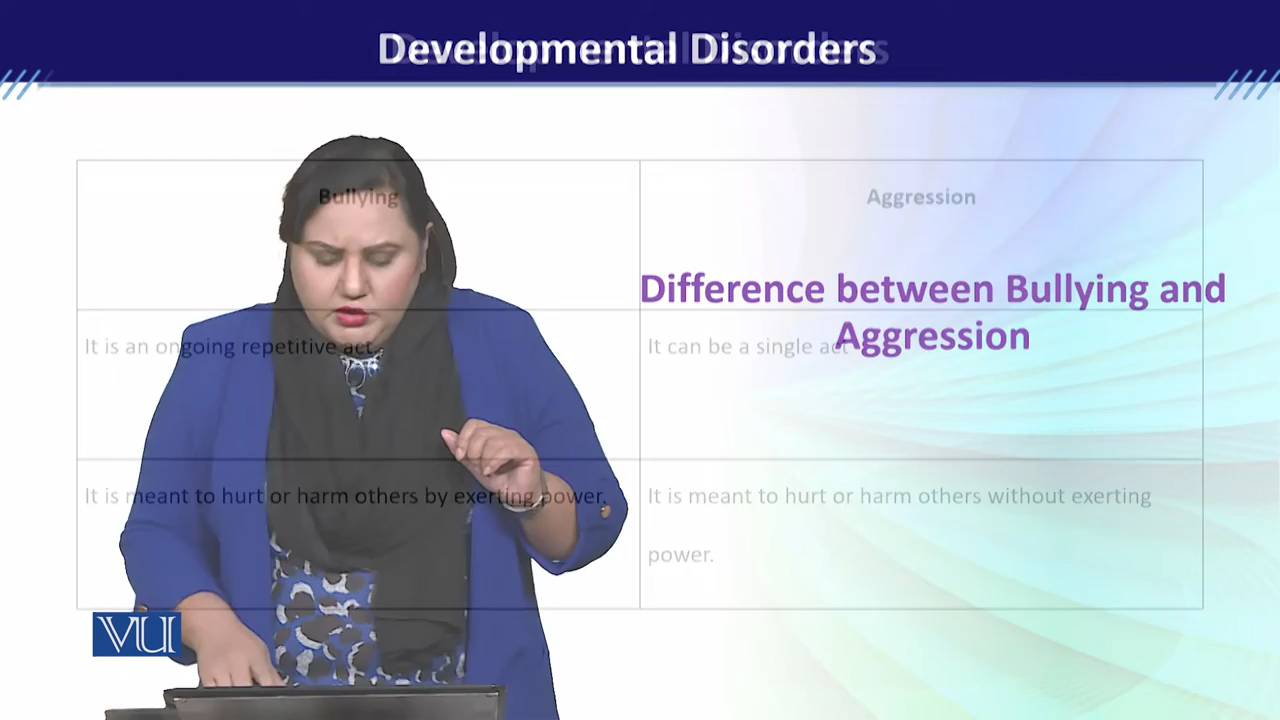 Developmental Disorders
Bullying
Aggression
Difference between Bullying and
Aggression
It is an ongoing repetitive act.
It can be a single act
It is meant to hurt or harm others by exerting power.
It is meant to hurt or harm others without exerting
power.
VU